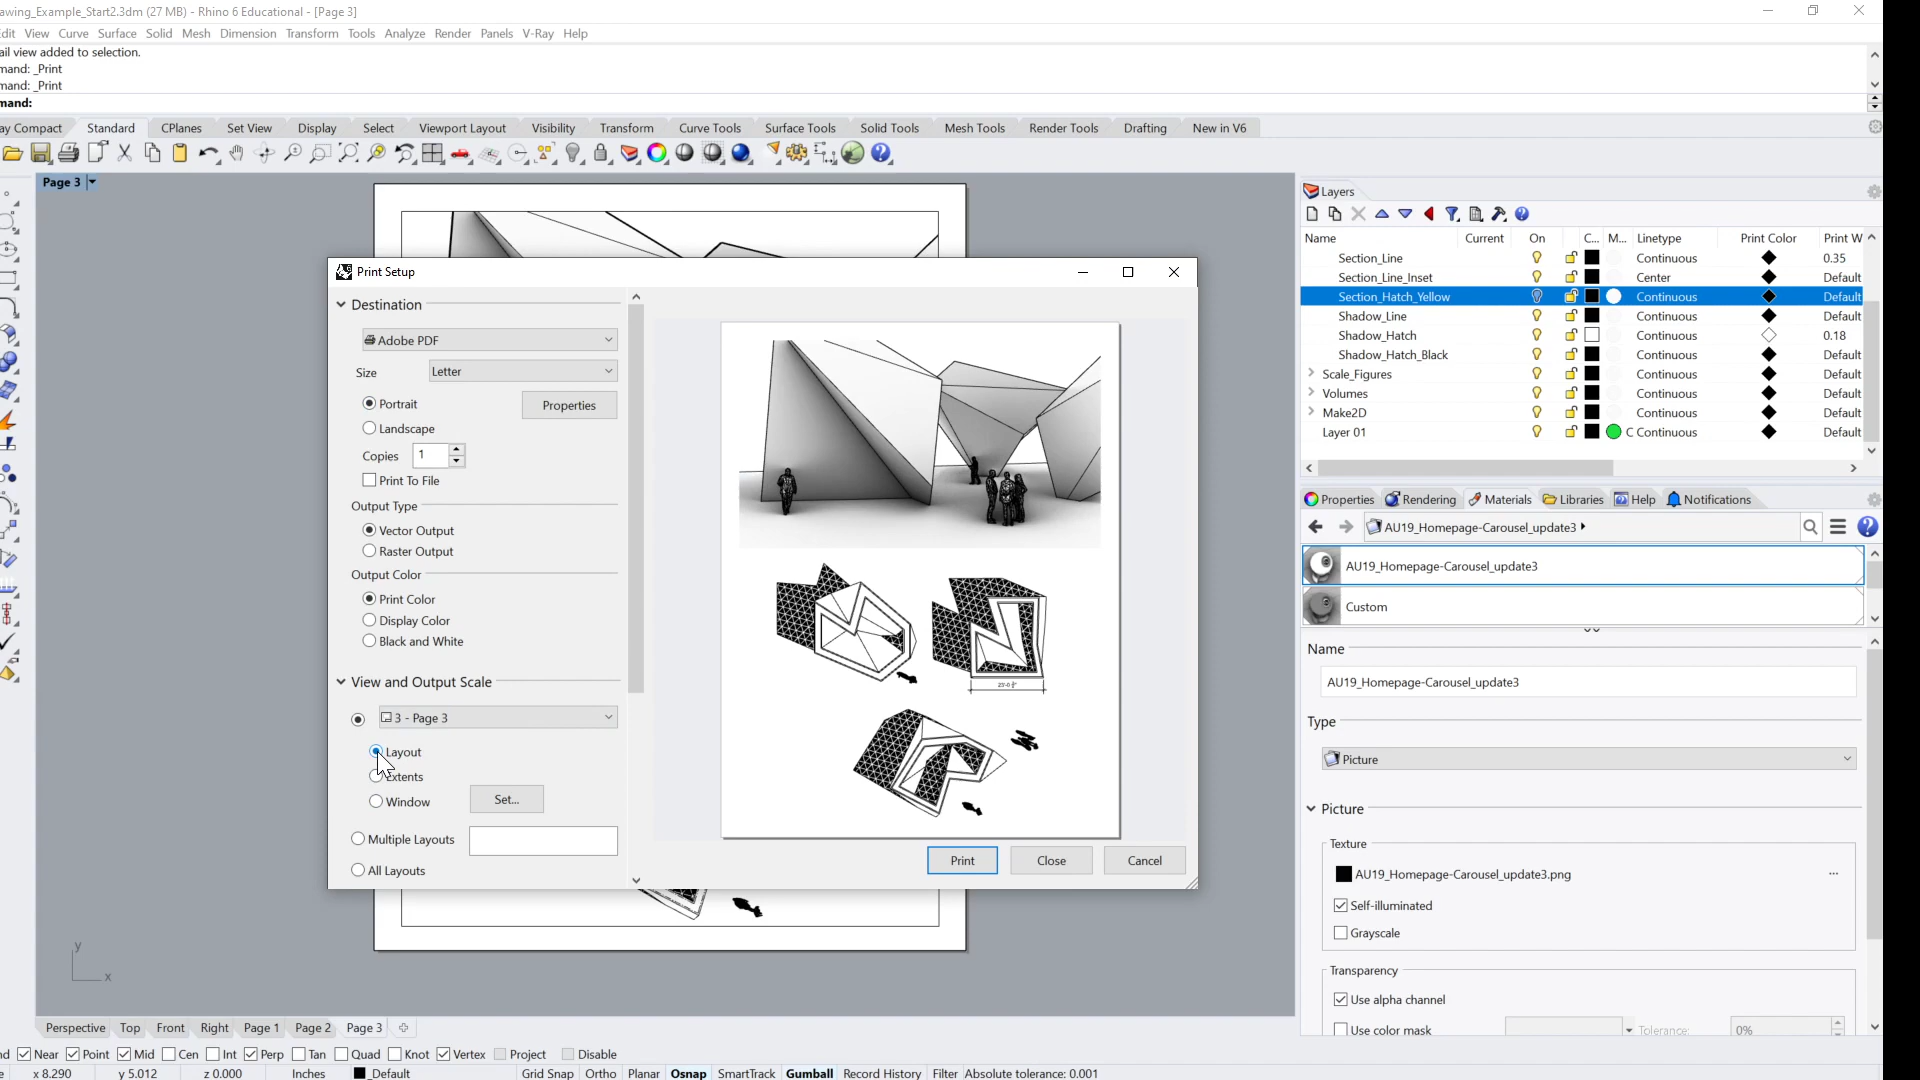 awing_Example_Start2.3dm (27 MB) - Rhino 6 Educational - [Page 3]
dit View Curve Surface Solid Mesh Dimension Transform Tools Analyze Render Panels V-Ray Help
ail view added to selection.
mand: _Print
mand: _Print
mand:
ay Compact Standard CPlanes Set View Display Select Viewport Layout Visibility Transform Curve Tools Surface Tools Solid Tools Mesh Tools Render Tools Drafting New in V6
Page 3
Print Setup
Destination
Adobe PDF
Size Letter
Portrait Properties
Landscape
Copies 1
Print To File
Output Type
Vector Output
Raster Output
Output Color
Print Color
Display Color
Black and White
View and Output Scale
3 - Page 3
Layout
Extents
Window Set...
Multiple Layouts
All Layouts
Print Close Cancel
Layers
Name Current On C... M... Linetype Print Color Print W
Section_Line Continuous 0.35
Section_Line_Inset Center Default
Section_Hatch_Yellow Continuous Default
Shadow_Line Continuous Default
Shadow_Hatch Continuous 0.18
Shadow_Hatch_Black Continuous Default
Scale_Figures Continuous Default
Volumes Continuous Default
Make2D Continuous Default
Layer 01 C Continuous Default
Properties Rendering Materials Libraries Help Notifications
AU19_Homepage-Carousel_update3
AU19_Homepage-Carousel_update3
Custom
Name
AU19_Homepage-Carousel_update3
Type
Picture
Picture
Texture
AU19_Homepage-Carousel_update3.png ...
Self-illuminated
Grayscale
Transparency
Use alpha channel
Use color mask Tolerance: 0%
y
x
Perspective Top Front Right Page 1 Page 2 Page 3
nd Near Point Mid Cen Int Perp Tan Quad Knot Vertex Project Disable
e x 8.290 y 5.012 z 0.000 Inches Default Grid Snap Ortho Planar Osnap SmartTrack Gumball Record History Filter Absolute tolerance: 0.001